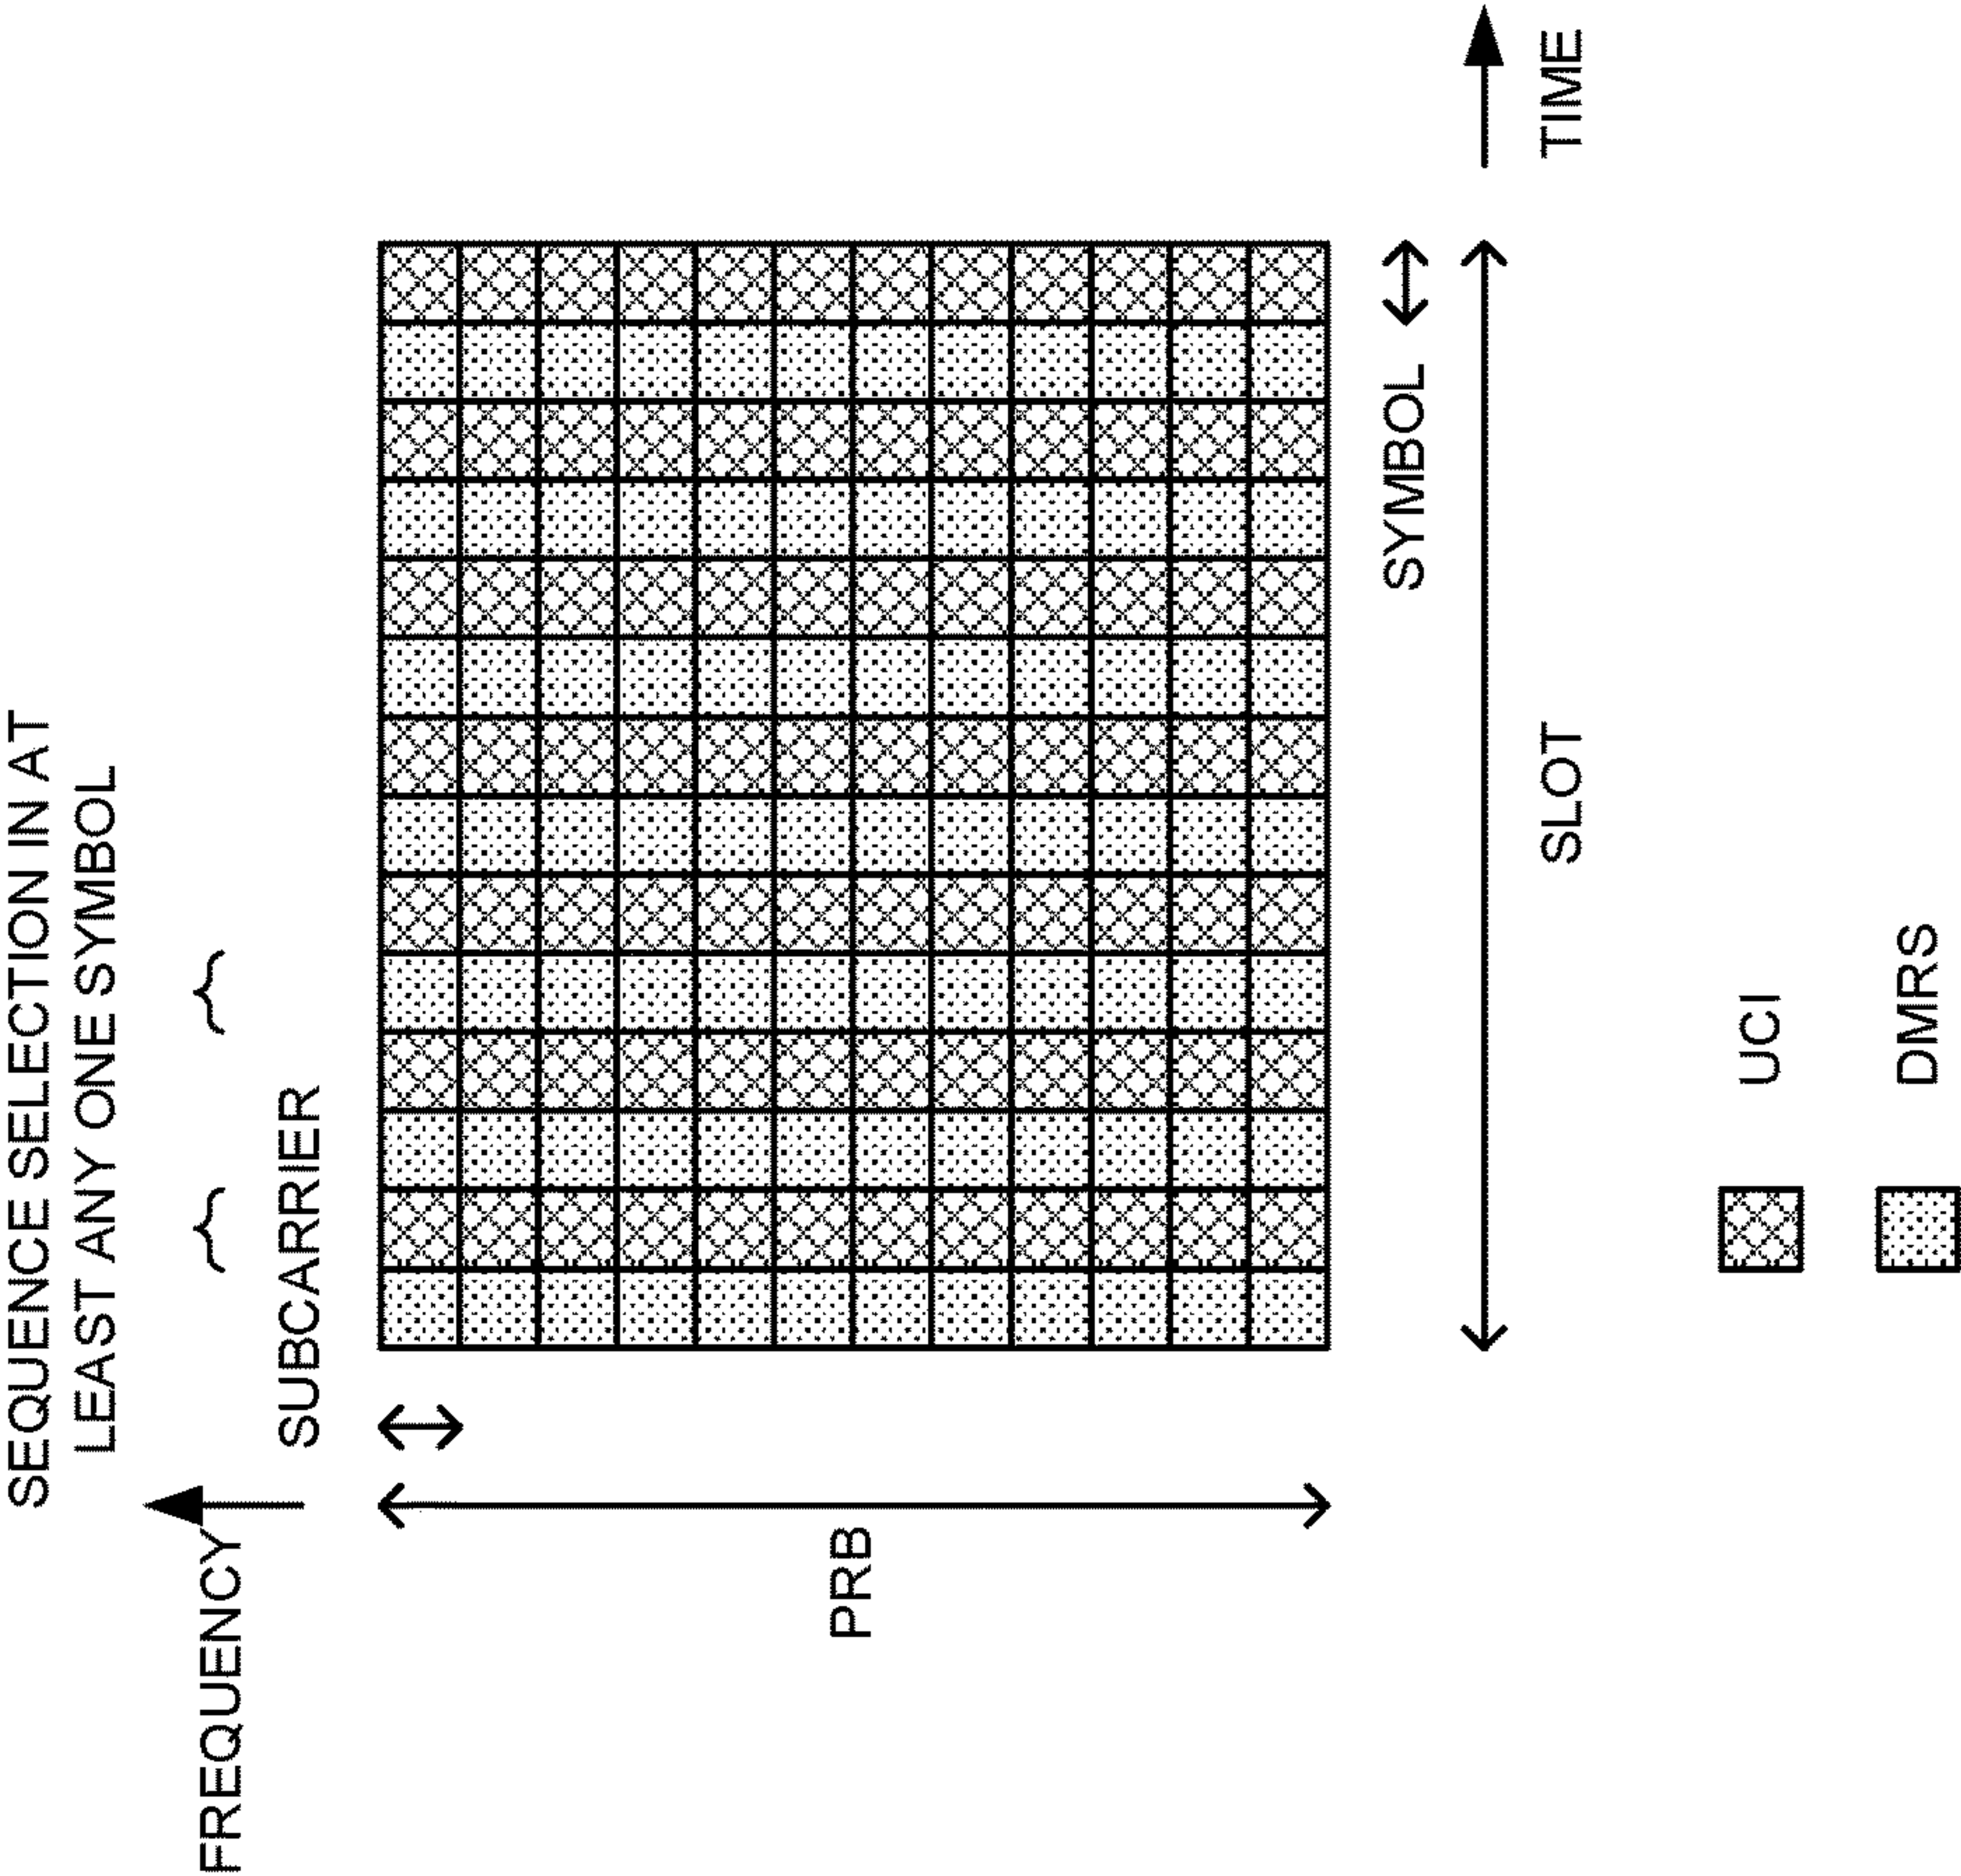 SEQUENCE SELECTION IN AT
LEAST ANY ONE SYMBOL
FREQUENCY
SUBCARRIER
PRB
SYMBOL
SLOT
TIME
UCI
DMRS